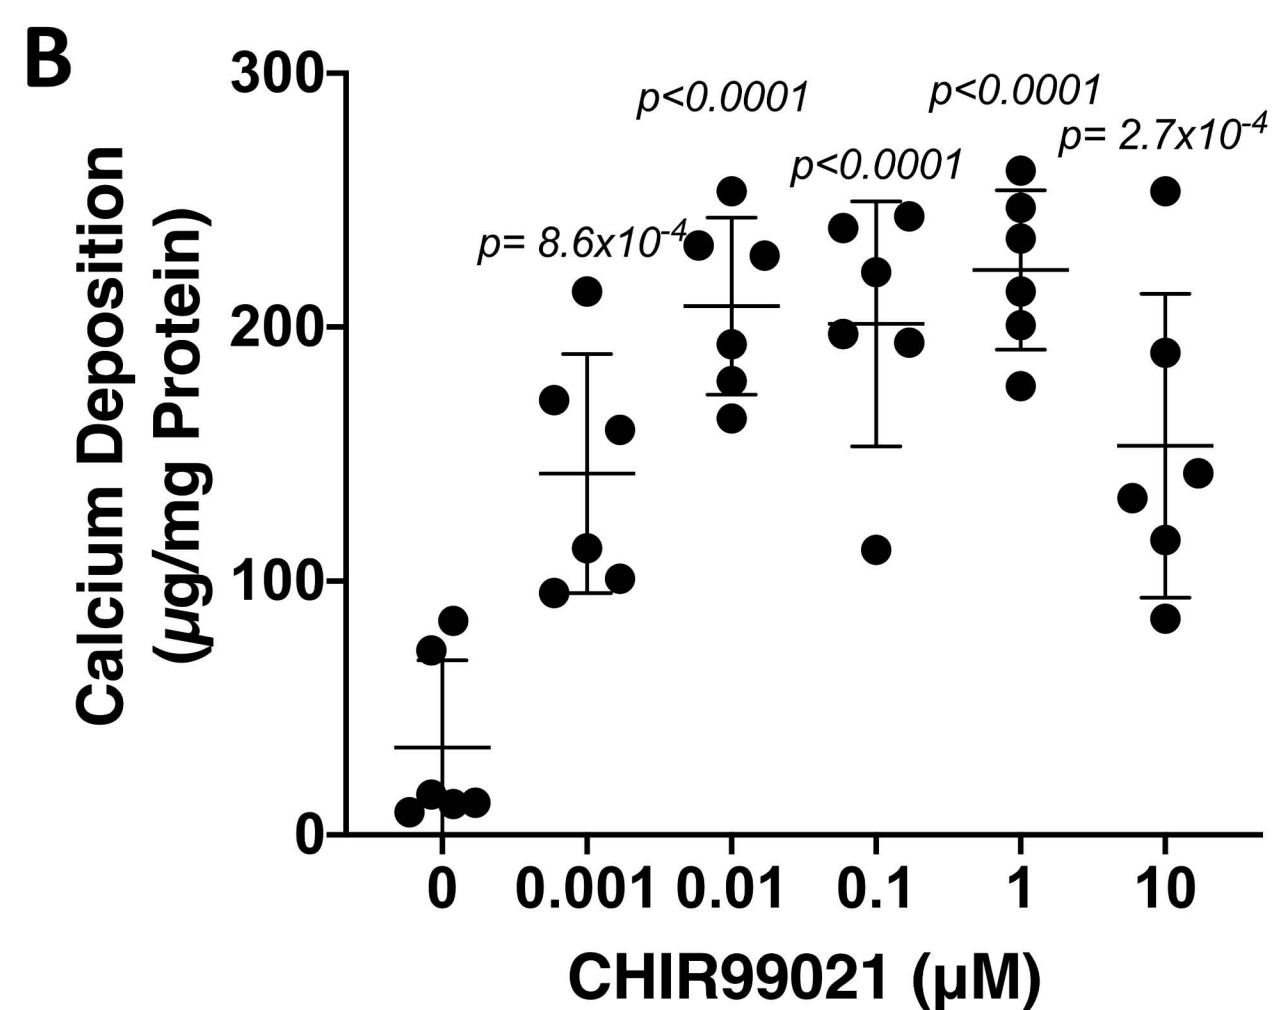 B
Calcium Deposition
(µg/mg Protein)
300
200
100
0
p= 8.6x10-4
p<0.0001
p<0.0001
p<0.0001
p= 2.7x10-4
0 0.001 0.01 0.1 1 10
CHIR99021 (µM)